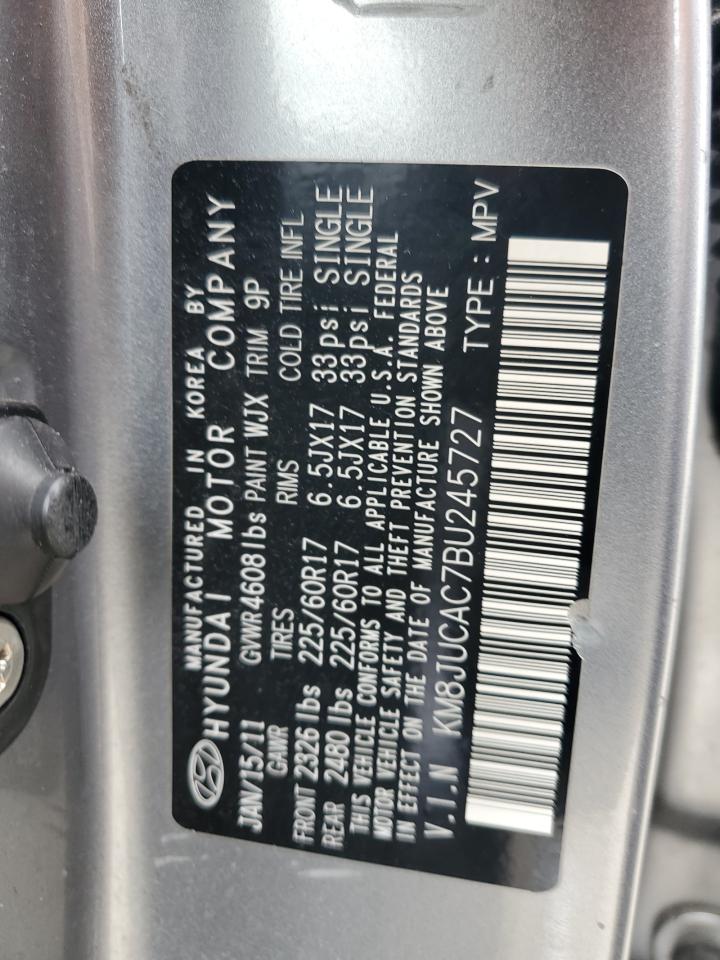 MANUFACTURED IN KOREA BY
HYUNDAI MOTOR COMPANY
JAN/15/11 GVWR4608lbs PAINT WJX TRIM 9P
GAWR TIRES RIMS COLD TIRE INFL
FRONT 2326 lbs 225/60R17 6.5JX17 33psi SINGLE
REAR 2480 lbs 225/60R17 6.5JX17 33psi SINGLE
THIS VEHICLE CONFORMS TO ALL APPLICABLE U.S.A. FEDERAL
MOTOR VEHICLE SAFETY AND THEFT PREVENTION STANDARDS
IN EFFECT ON THE DATE OF MANUFACTURE SHOWN ABOVE
V.I.N KM8JUCAC7BU245727 TYPE : MPV